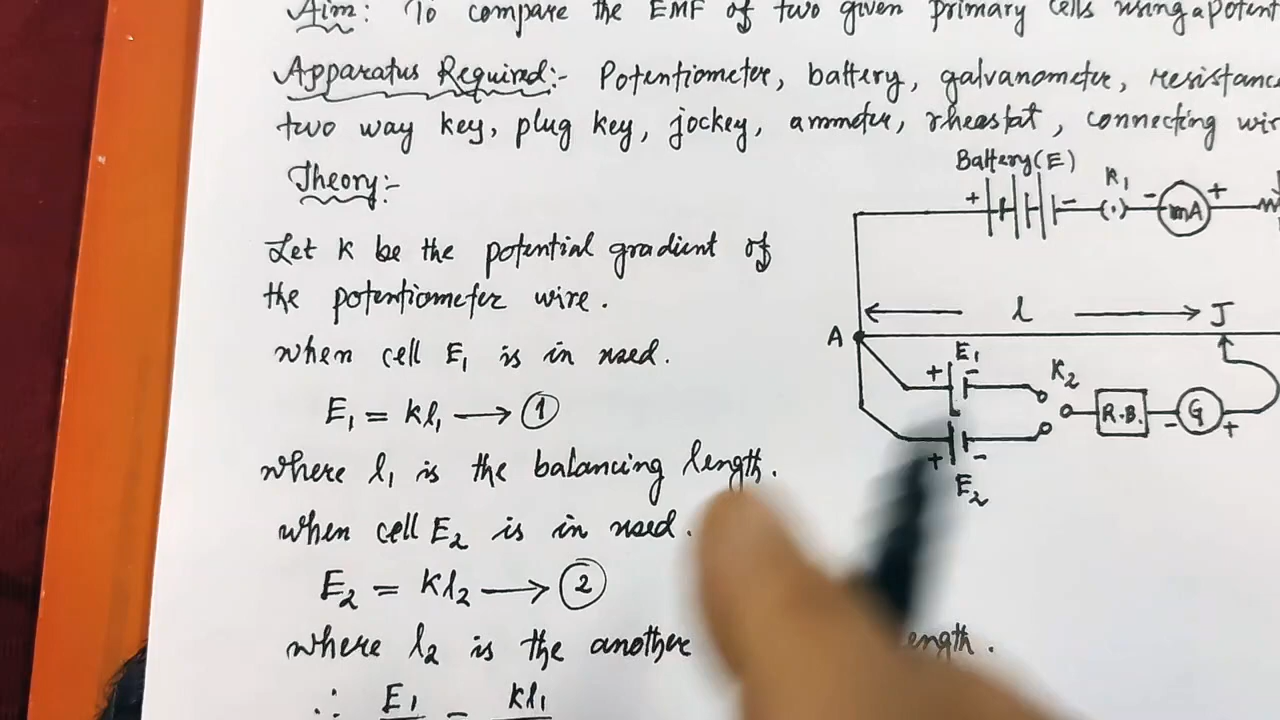 Aim: To compare the EMF of two given primary cells using a potent
Apparatus Required:- Potentiometer, battery, galvanometer, resistance
two way key, plug key, jockey, ammeter, rheostat, connecting wir
Theory:-
Let K be the potential gradient of
the potentiometer wire.
when cell E₁ is in used.
E₁ = Kl₁ → ①
where l₁ is the balancing length.
when cell E₂ is in used.
E₂ = Kl₂ → ②
where l₂ is the another ength.
∴ E₁ = Kl₁
Battery(E)
+ - K₁ - mA +
l J
A
E₁
+ - K₂
R.B. - G +
+ -
E₂